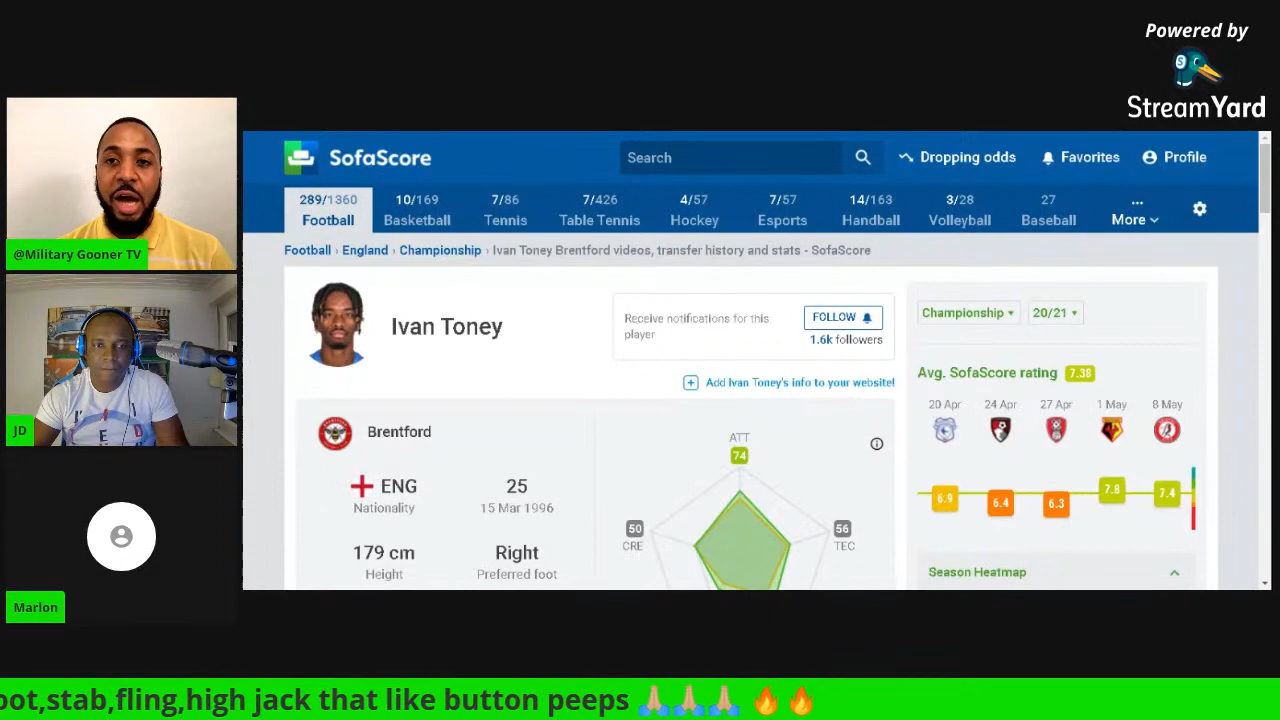 Powered by
StreamYard
@Military Gooner TV
JD
Marlon
SofaScore
Search
Dropping odds
Favorites
Profile
289/1360
Football
10/169
Basketball
7/86
Tennis
7/426
Table Tennis
4/57
Hockey
7/57
Esports
14/163
Handball
3/28
Volleyball
27
Baseball
...
More
Football › England › Championship › Ivan Toney Brentford videos, transfer history and stats - SofaScore
Ivan Toney
Receive notifications for this
player
FOLLOW
1.6k followers
Add Ivan Toney's info to your website!
Brentford
ENG
Nationality
25
15 Mar 1996
179 cm
Height
Right
Preferred foot
ATT
74
50
CRE
56
TEC
Championship
20/21
Avg. SofaScore rating 7.38
20 Apr 24 Apr 27 Apr 1 May 8 May
6.9 6.4 6.3 7.8 7.4
Season Heatmap
oot,stab,fling,high jack that like button peeps 🙏🏼🙏🏼🙏🏼 🔥🔥